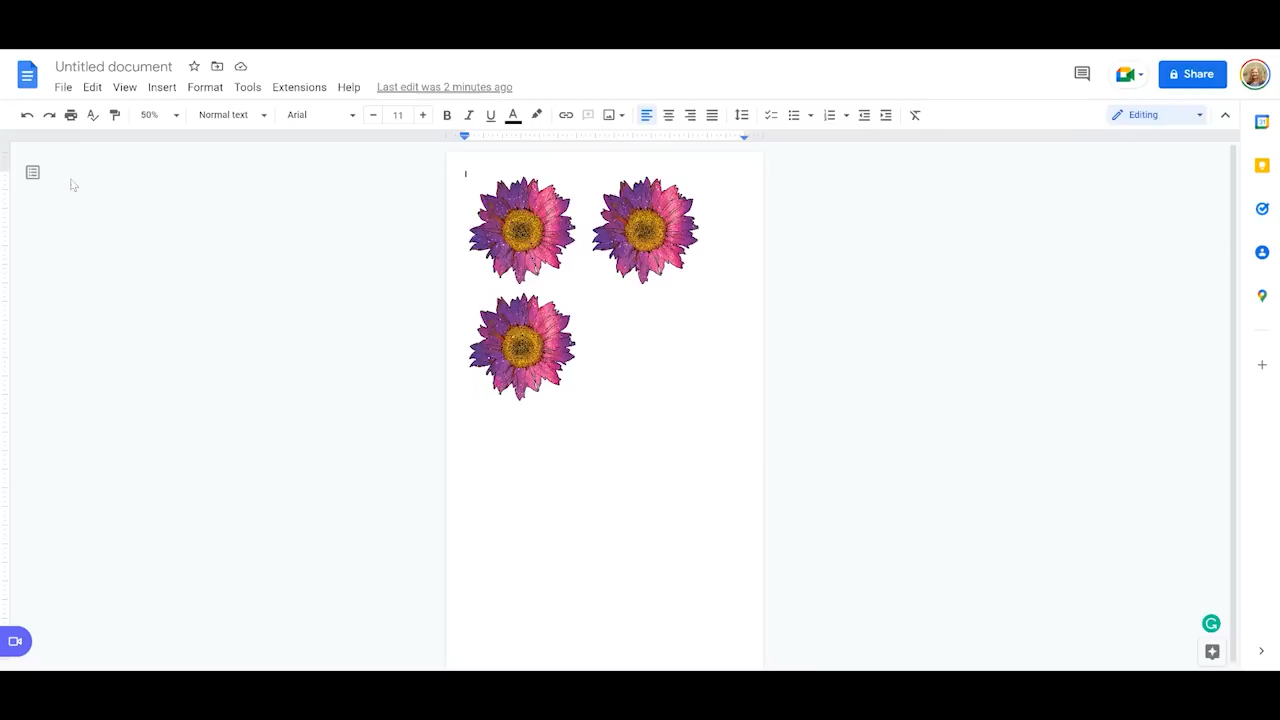 Untitled document
File Edit View Insert Format Tools Extensions Help Last edit was 2 minutes ago
Share
50% Normal text Arial 11 B I U A Editing